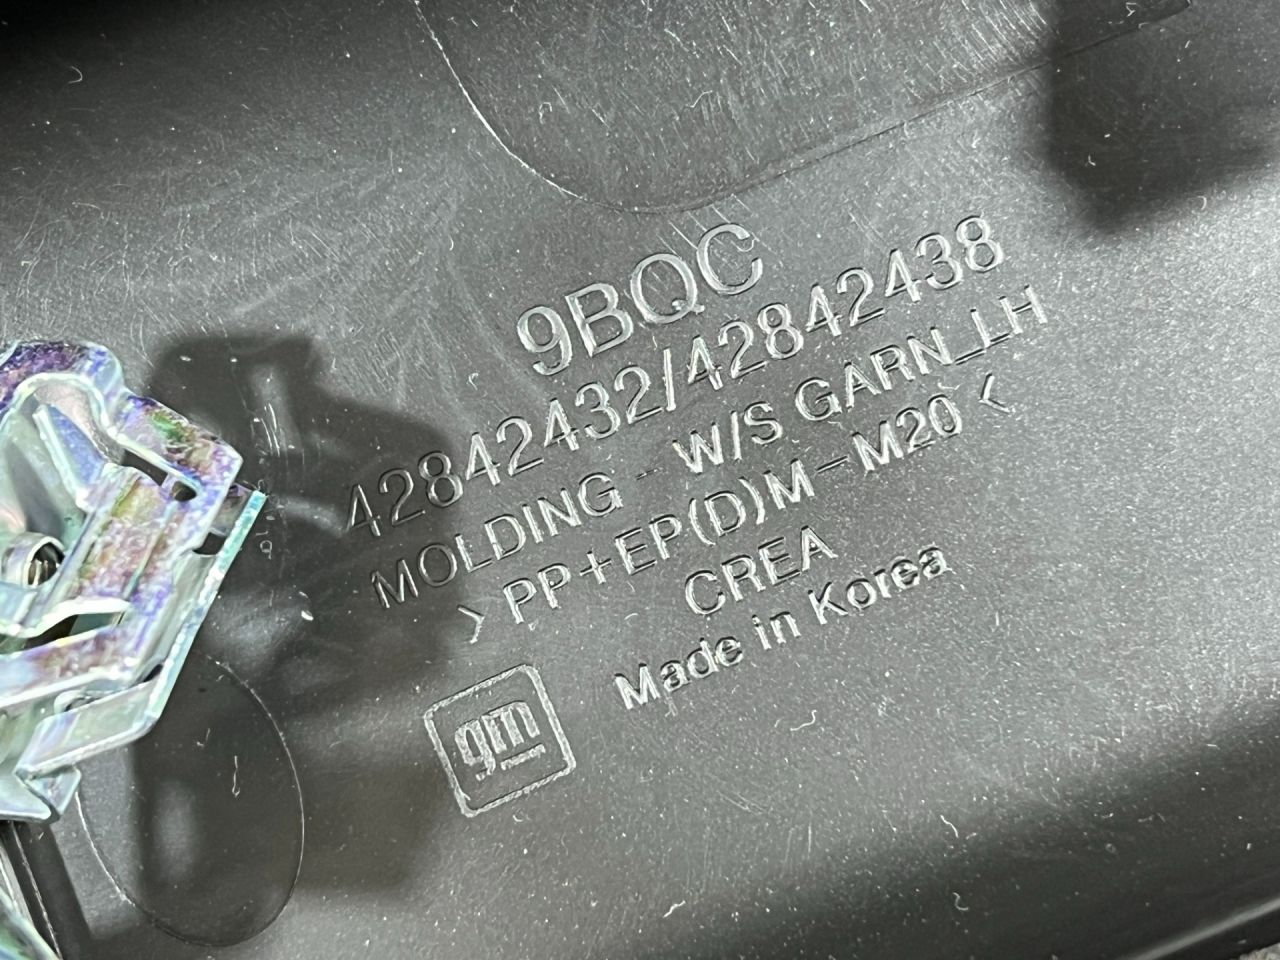 9BQC
42842432/42842438
MOLDING - W/S GARN_LH
>PP+EP(D)M-M20<
CREA
Made in Korea
gm